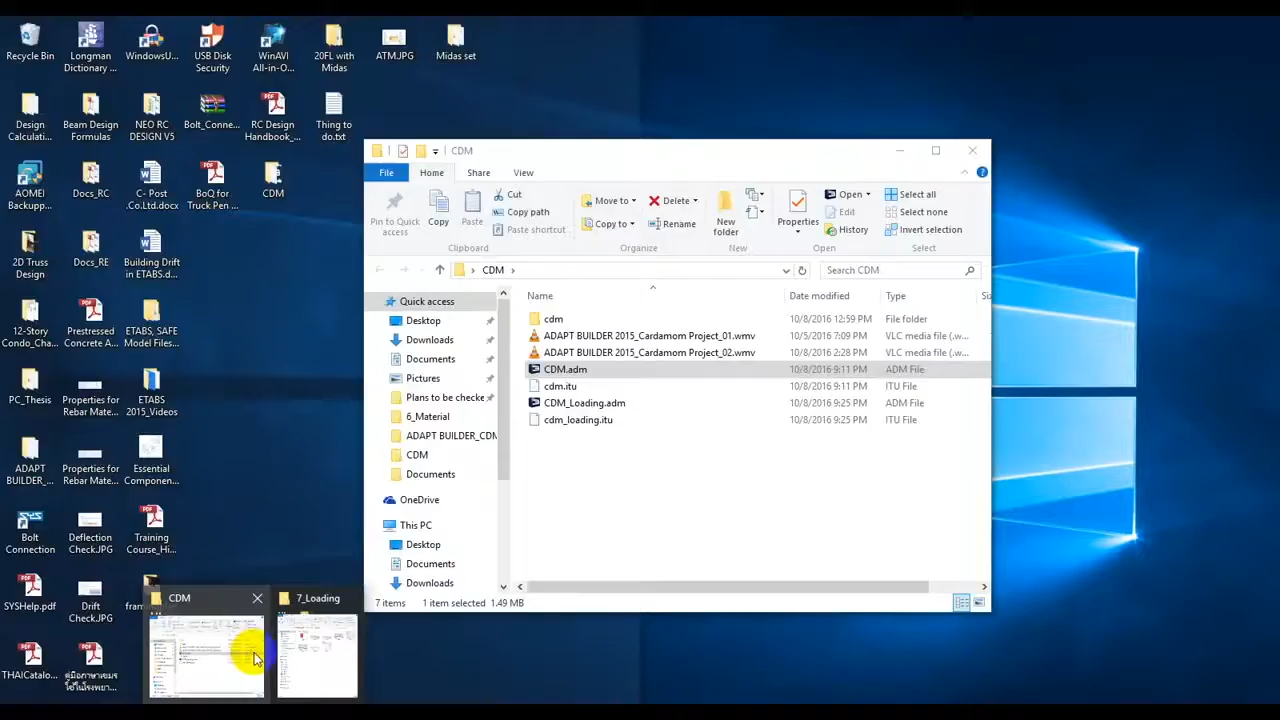 Recycle Bin
Longman
Dictionary ...
WindowsU...
USB Disk
Security
WinAVI
All-in-O...
20FL with
Midas
ATM.JPG
Midas set
Design
Calculati...
Beam Design
Formulas
NEO RC
DESIGN V5
Bolt_Conne...
RC Design
Handbook_...
Thing to
do.txt
AOMEI
Backupp...
Docs_RC
C- Post
.Co.Ltd.docx
BoQ for
Truck Pen ...
CDM
2D Truss
Design
Docs_RE
Building Drift
in ETABS.d...
12-Story
Condo_Cha...
Prestressed
Concrete A...
ETABS, SAFE
Model Files...
PC_Thesis
Properties for
Rebar Mate...
ETABS
2015_Videos
ADAPT
BUILDER_...
Properties for
Rebar Mate...
Essential
Componen...
Bolt
Connection
Deflection
Check.JPG
Training
Course_Hi...
SYSHelp.pdf
Drift
Check.JPG
CDM
File
Home
Share
View
Pin to Quick
access
Copy
Paste
Cut
Copy path
Paste shortcut
Clipboard
Move to
Copy to
Delete
Rename
Organize
New
folder
New
Properties
Open
Edit
History
Open
Select all
Select none
Invert selection
Select
CDM
Search CDM
Quick access
Desktop
Downloads
Documents
Pictures
Plans to be checke
6_Material
ADAPT BUILDER_CDM
CDM
Documents
OneDrive
This PC
Desktop
Documents
Downloads
Name Date modified Type
cdm 10/8/2016 12:59 PM File folder
ADAPT BUILDER 2015_Cardamom Project_01.wmv 10/5/2016 7:09 PM VLC media file (.w...
ADAPT BUILDER 2015_Cardamom Project_02.wmv 10/8/2016 2:28 PM VLC media file (.w...
CDM.adm 10/8/2016 9:11 PM ADM File
cdm.itu 10/8/2016 9:11 PM ITU File
CDM_Loading.adm 10/8/2016 9:25 PM ADM File
cdm_loading.itu 10/8/2016 9:25 PM ITU File
7 items 1 item selected 1.49 MB
CDM
7_Loading